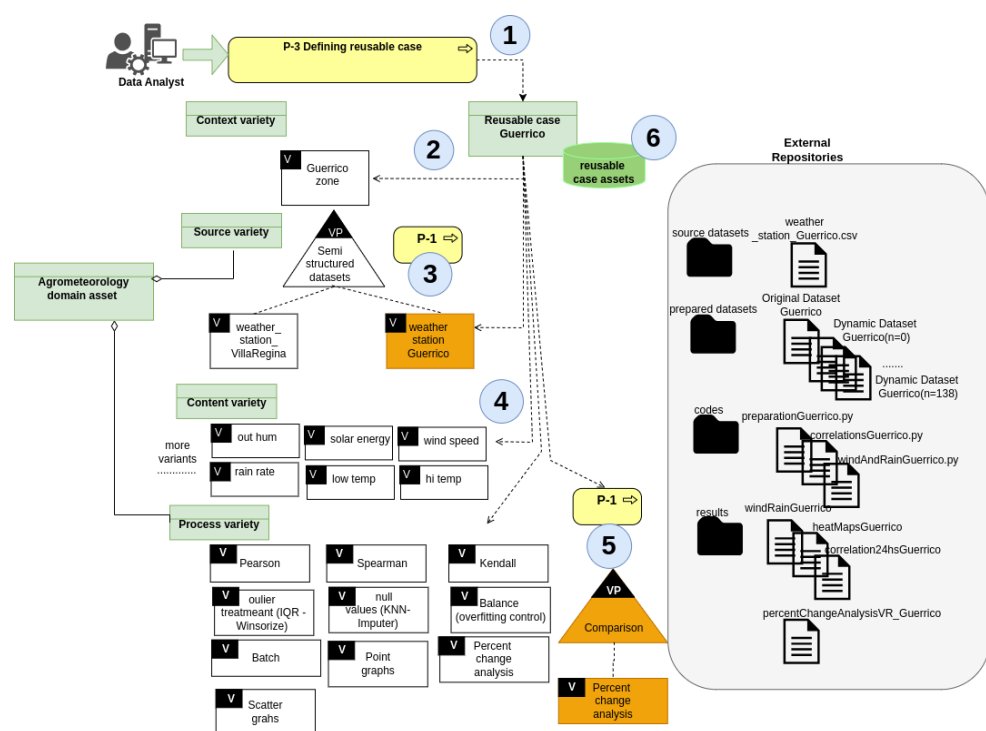 P-3 Defining reusable case
1
Data Analyst
Context variety
Reusable case
Guerrico
6
reusable
case assets
2
V
Guerrico
zone
Source variety
VP
Semi
structured
datasets
P-1
3
Agrometeorology
domain asset
V
weather_
station_
VillaRegina
V
weather
station
Guerrico
Content variety
4
more
variants
.............
V
out hum
V
solar energy
V
wind speed
V
rain rate
V
low temp
V
hi temp
Process variety
P-1
5
V
Pearson
V
Spearman
V
Kendall
V
oulier
treatmeant (IQR -
Winsorize)
V
null
values (KNN-
Imputer)
V
Balance
(overfitting control)
V
Batch
V
Point
graphs
V
Percent
change
analysis
V
Scatter
grahs
VP
Comparison
V
Percent
change
analysis
External
Repositories
source datasets
weather
_station_Guerrico.csv
prepared datasets
Original Dataset
Guerrico
Dynamic Dataset
Guerrico(n=0)
.......
Dynamic Dataset
Guerrico(n=138)
codes
preparationGuerrico.py
correlationsGuerrico.py
windAndRainGuerrico.py
results
windRainGuerrico
heatMapsGuerrico
correlation24hsGuerrico
percentChangeAnalysisVR_Guerrico